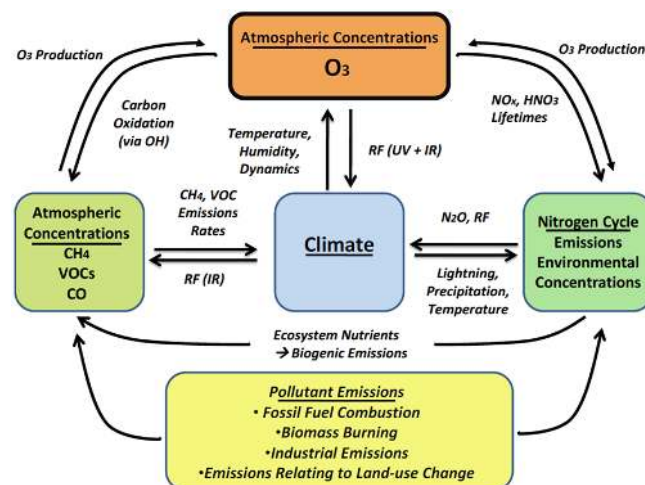 Atmospheric Concentrations
O3
O3 Production
O3 Production
Carbon
Oxidation
(via OH)
NOx, HNO3
Lifetimes
Temperature,
Humidity,
Dynamics
RF (UV + IR)
Atmospheric
Concentrations
CH4
VOCs
CO
CH4, VOC
Emissions
Rates
RF (IR)
Climate
N2O, RF
Lightning,
Precipitation,
Temperature
Nitrogen Cycle
Emissions
Environmental
Concentrations
Ecosystem Nutrients
→ Biogenic Emissions
Pollutant Emissions
• Fossil Fuel Combustion
•Biomass Burning
•Industrial Emissions
•Emissions Relating to Land-use Change